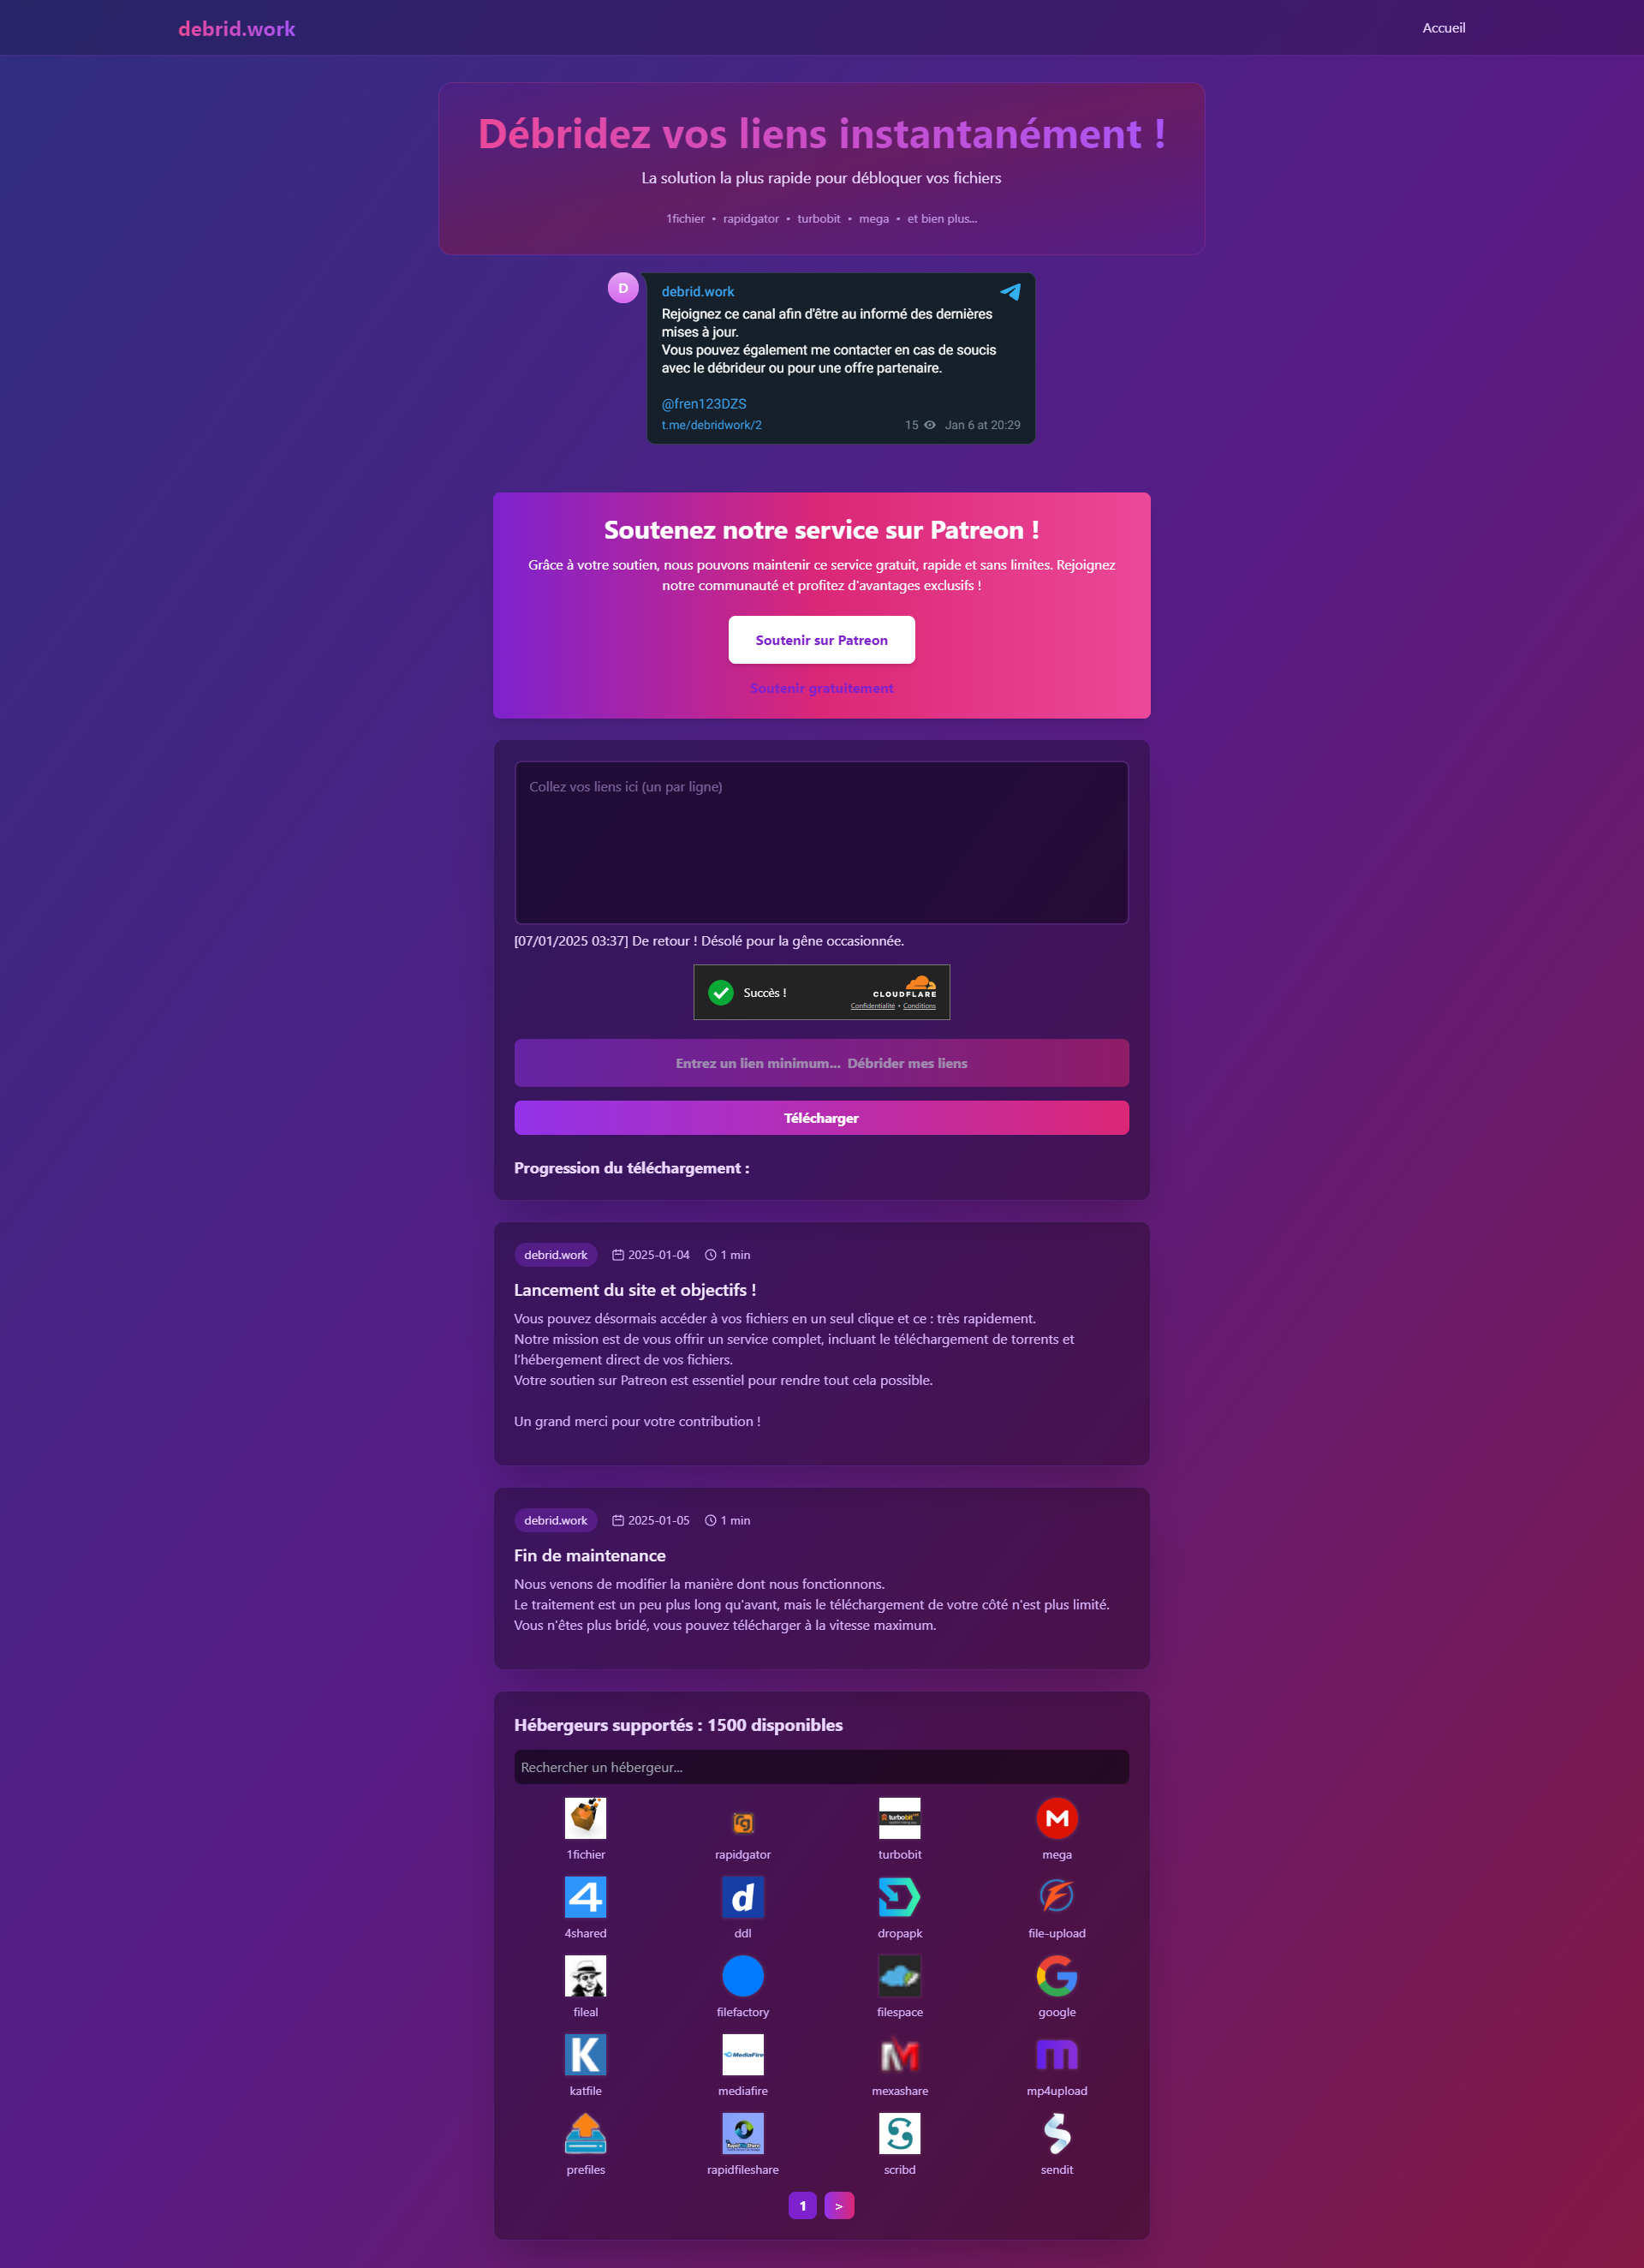 debrid.work
Accueil
Débridez vos liens instantanément !
La solution la plus rapide pour débloquer vos fichiers
1fichier • rapidgator • turbobit • mega • et bien plus...
D
debrid.work
Rejoignez ce canal afin d'être au informé des dernières
mises à jour.
Vous pouvez également me contacter en cas de soucis
avec le débrideur ou pour une offre partenaire.
@fren123DZS
t.me/debridwork/2
15 Jan 6 at 20:29
Soutenez notre service sur Patreon !
Grâce à votre soutien, nous pouvons maintenir ce service gratuit, rapide et sans limites. Rejoignez
notre communauté et profitez d'avantages exclusifs !
Soutenir sur Patreon
Soutenir gratuitement
Collez vos liens ici (un par ligne)
[07/01/2025 03:37] De retour ! Désolé pour la gêne occasionnée.
Succès !
CLOUDFLARE
Confidentialité • Conditions
Entrez un lien minimum... Débrider mes liens
Télécharger
Progression du téléchargement :
debrid.work 2025-01-04 1 min
Lancement du site et objectifs !
Vous pouvez désormais accéder à vos fichiers en un seul clique et ce : très rapidement.
Notre mission est de vous offrir un service complet, incluant le téléchargement de torrents et
l'hébergement direct de vos fichiers.
Votre soutien sur Patreon est essentiel pour rendre tout cela possible.
Un grand merci pour votre contribution !
debrid.work 2025-01-05 1 min
Fin de maintenance
Nous venons de modifier la manière dont nous fonctionnons.
Le traitement est un peu plus long qu'avant, mais le téléchargement de votre côté n'est plus limité.
Vous n'êtes plus bridé, vous pouvez télécharger à la vitesse maximum.
Hébergeurs supportés : 1500 disponibles
Rechercher un hébergeur...
turbobit
1fichier rapidgator turbobit mega
4shared ddl dropapk file-upload
fileal filefactory filespace google
MediaFire
katfile mediafire mexashare mp4upload
prefiles rapidfileshare scribd sendit
1 >